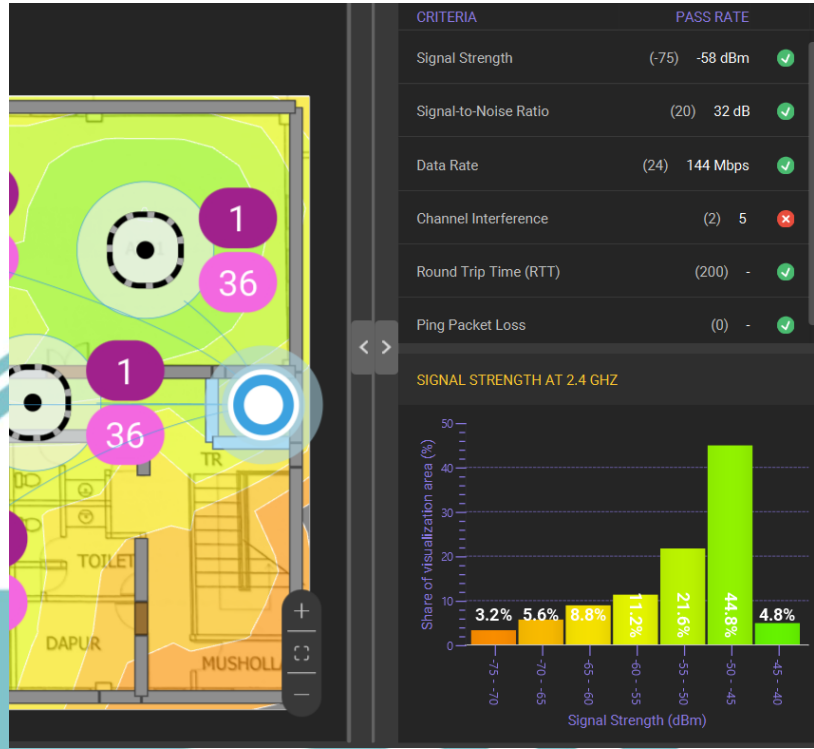 CRITERIA PASS RATE
Signal Strength (-75) -58 dBm
Signal-to-Noise Ratio (20) 32 dB
Data Rate (24) 144 Mbps
Channel Interference (2) 5
Round Trip Time (RTT) (200) -
Ping Packet Loss (0) -
1
36
1
36
TR
TOILET
DAPUR
MUSHOLL
SIGNAL STRENGTH AT 2.4 GHZ
Share of visualization area (%)
50
40
30
20
10
0
3.2% 5.6% 8.8% 11.2% 21.6% 44.8% 4.8%
-75 - -70
-70 - -65
-65 - -60
-60 - -55
-55 - -50
-50 - -45
-45 - -40
Signal Strength (dBm)